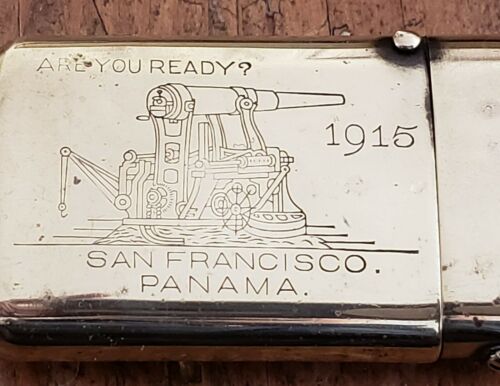 ARE YOU READY?
1915
SAN FRANCISCO.
PANAMA.